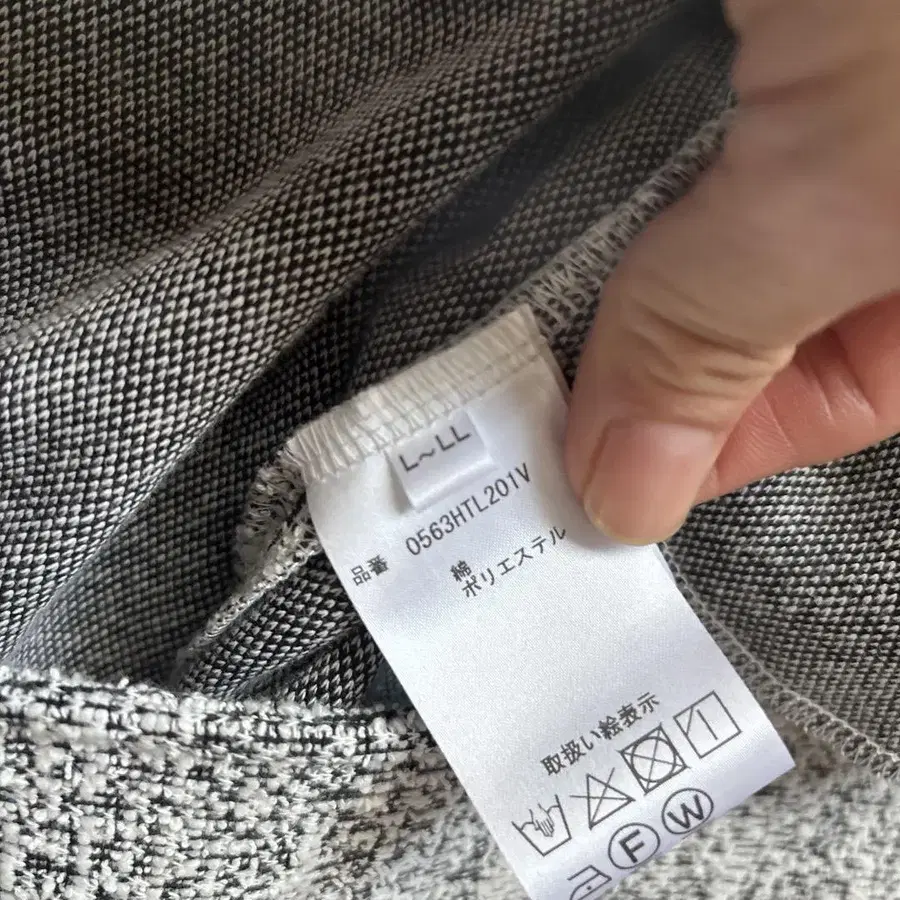 L~LL
品番 0563HTL201V
綿
ポリエステル
取扱い絵表示
F W